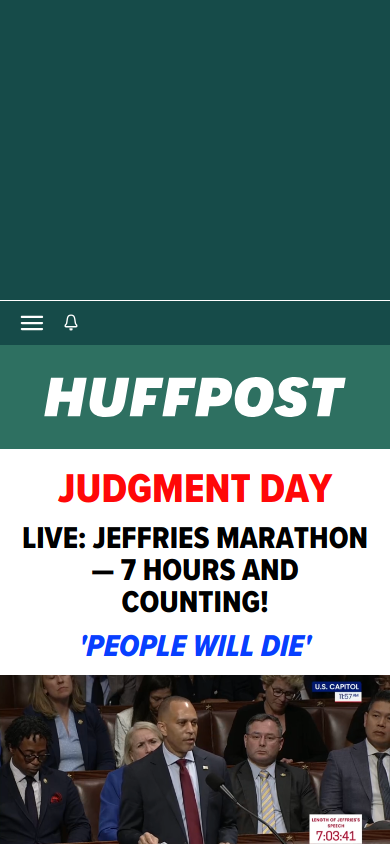 HUFFPOST
JUDGMENT DAY
LIVE: JEFFRIES MARATHON
— 7 HOURS AND
COUNTING!
'PEOPLE WILL DIE'
U.S. CAPITOL
11:57 AM
LENGTH OF JEFFRIES'S
SPEECH
7:03:41